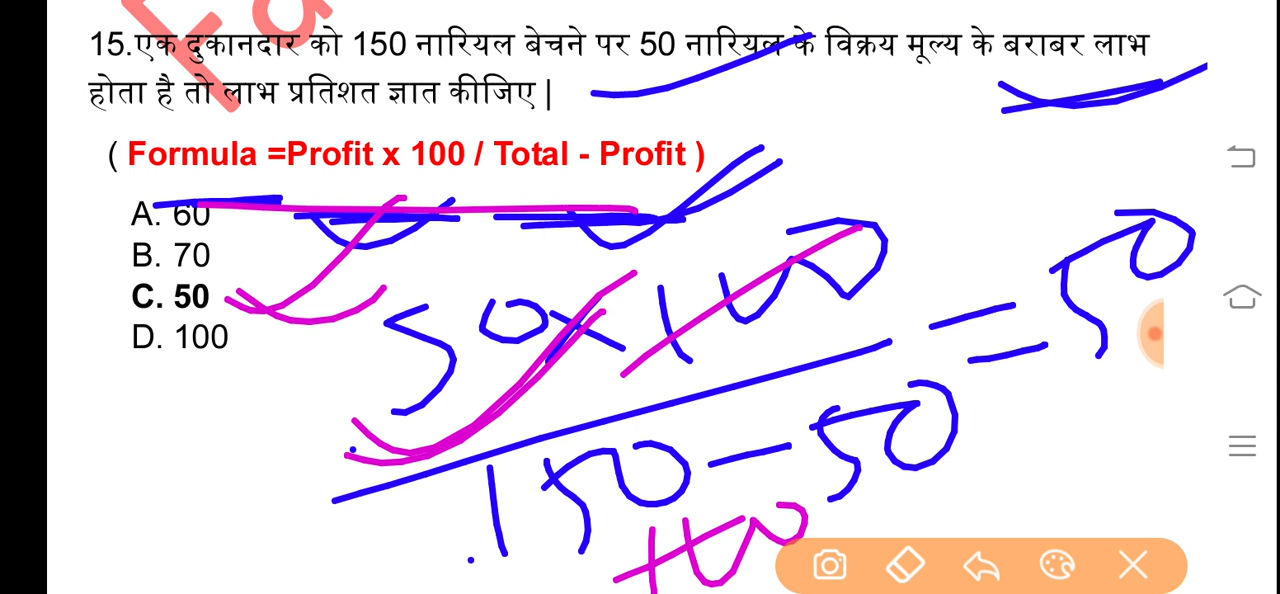 15.एक दुकानदार को 150 नारियल बेचने पर 50 नारियल के विक्रय मूल्य के बराबर लाभ
होता है तो लाभ प्रतिशत ज्ञात कीजिए |
( Formula =Profit x 100 / Total - Profit )
A. 60
B. 70
C. 50
D. 100
50 x 100 = 50
150 - 50
100